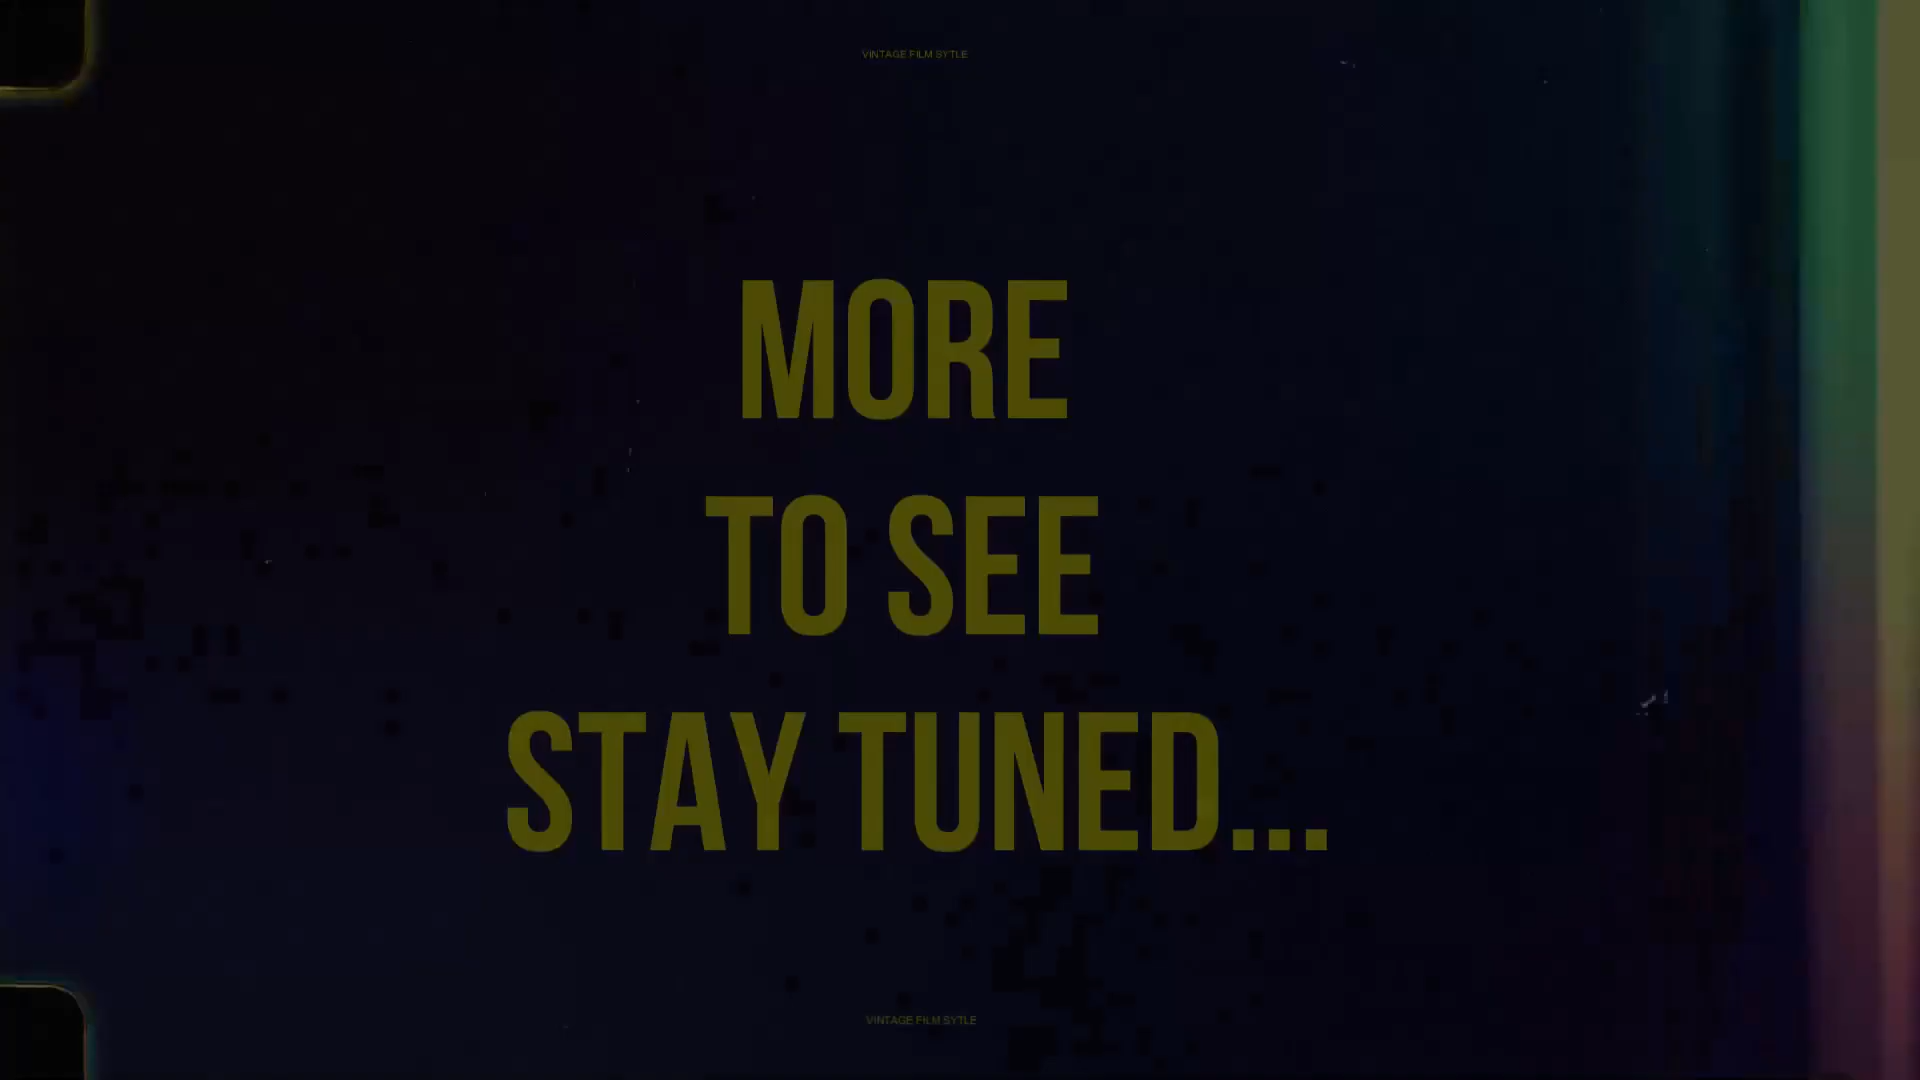 VINTAGE FILM SYTLE
MORE
TO SEE
STAY TUNED...
VINTAGE FILM SYTLE